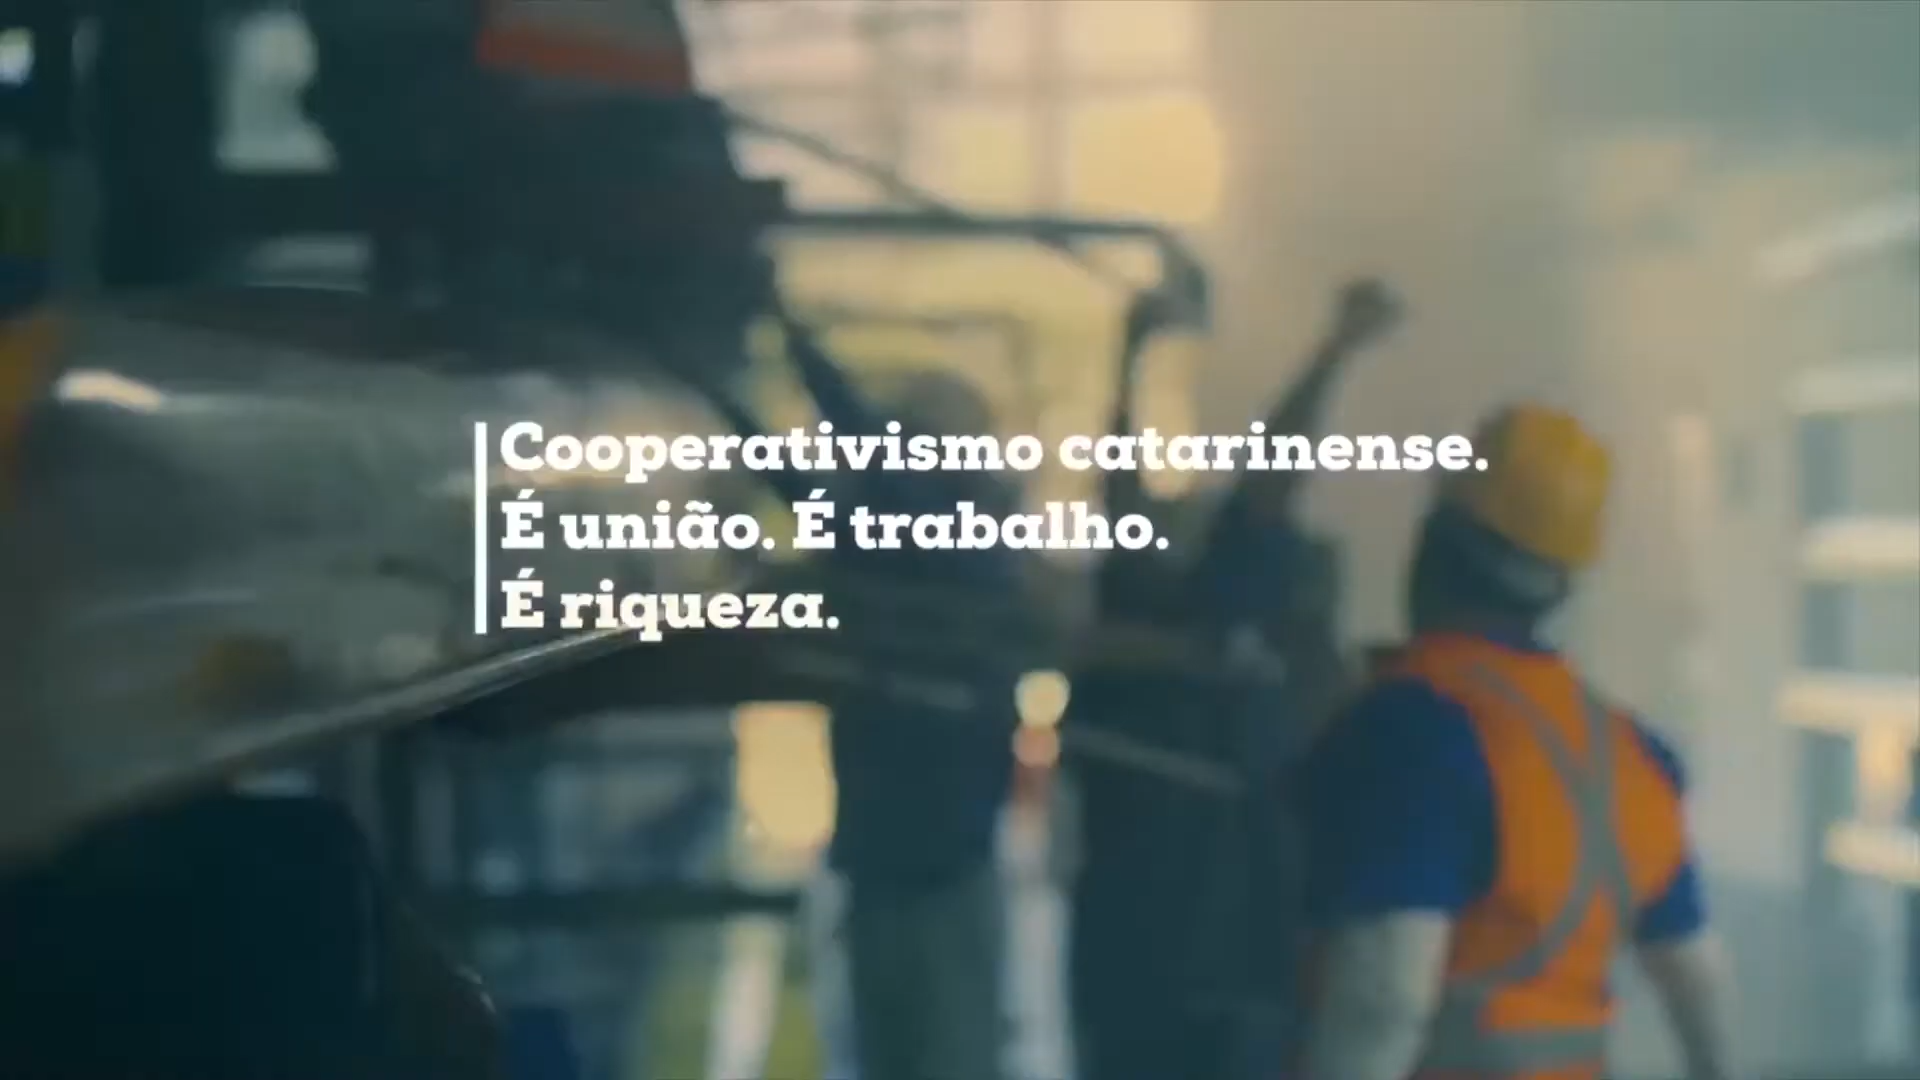 Cooperativismo catarinense.
É união. É trabalho.
É riqueza.